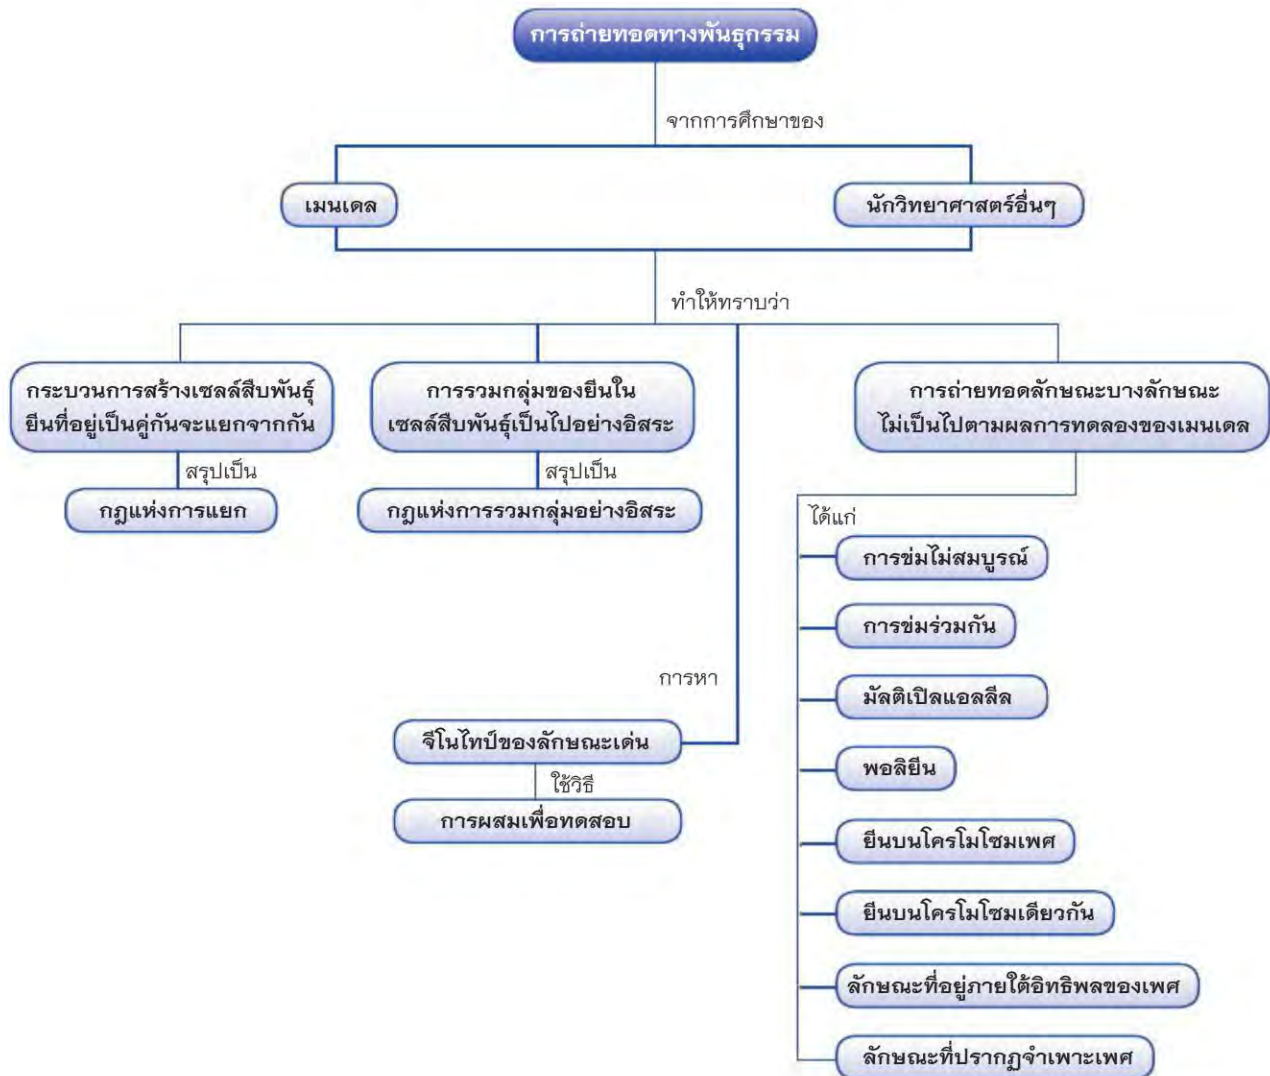 การถ่ายทอดทางพันธุกรรม
จากการศึกษาของ
เมนเดล
นักวิทยาศาสตร์อื่นๆ
ทำให้ทราบว่า
กระบวนการสร้างเซลล์สืบพันธุ์
ยีนที่อยู่เป็นคู่กันจะแยกจากกัน
สรุปเป็น
กฎแห่งการแยก
การรวมกลุ่มของยีนใน
เซลล์สืบพันธุ์เป็นไปอย่างอิสระ
สรุปเป็น
กฎแห่งการรวมกลุ่มอย่างอิสระ
การหา
จีโนไทป์ของลักษณะเด่น
ใช้วิธี
การผสมเพื่อทดสอบ
การถ่ายทอดลักษณะบางลักษณะ
ไม่เป็นไปตามผลการทดลองของเมนเดล
ได้แก่
การข่มไม่สมบูรณ์
การข่มร่วมกัน
มัลติเปิลแอลลีล
พอลิยีน
ยีนบนโครโมโซมเพศ
ยีนบนโครโมโซมเดียวกัน
ลักษณะที่อยู่ภายใต้อิทธิพลของเพศ
ลักษณะที่ปรากฏจำเพาะเพศ